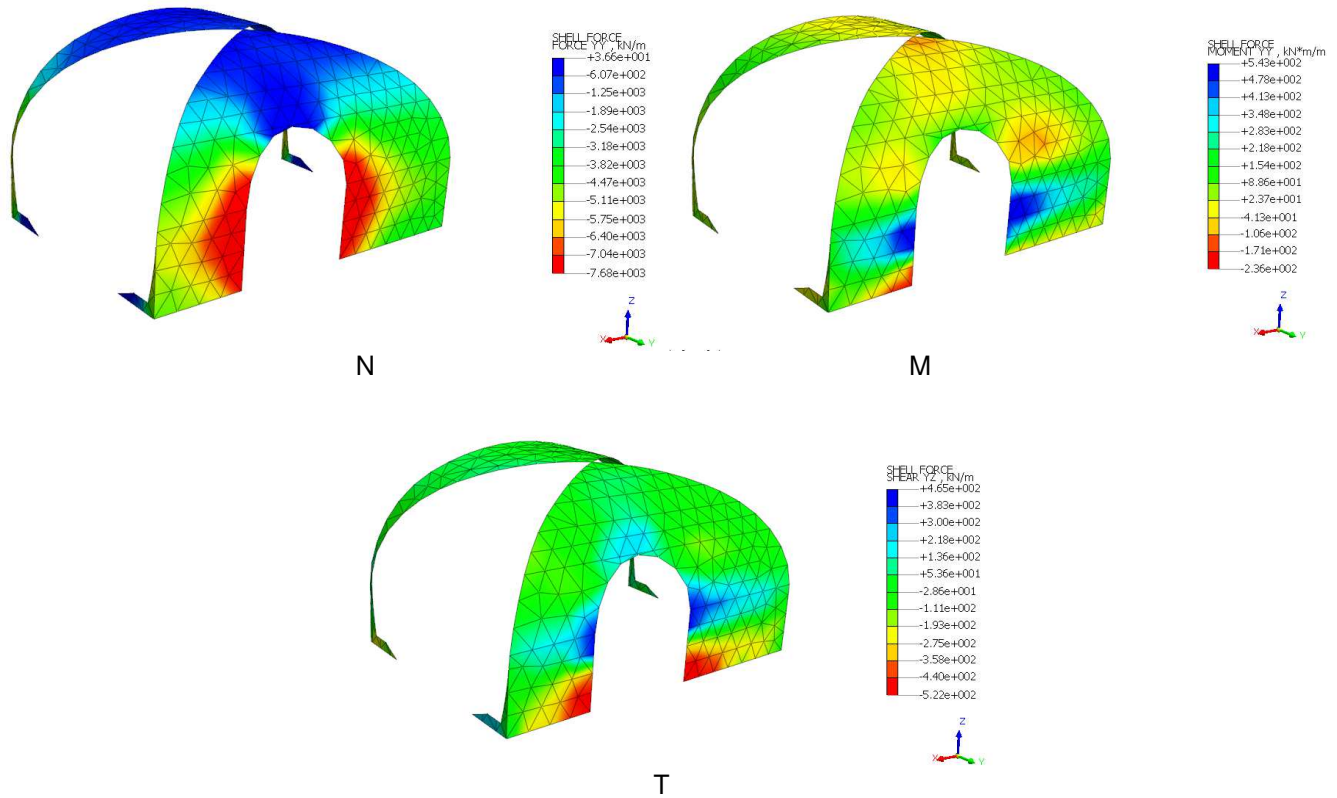 SHELL FORCE
FORCE YY , kN/m
+3.66e+001
-6.07e+002
-1.25e+003
-1.89e+003
-2.54e+003
-3.18e+003
-3.82e+003
-4.47e+003
-5.11e+003
-5.75e+003
-6.40e+003
-7.04e+003
-7.68e+003
Z
X
Y
N
SHELL FORCE
MOMENT YY , kN*m/m
+5.43e+002
+4.78e+002
+4.13e+002
+3.48e+002
+2.83e+002
+2.18e+002
+1.54e+002
+8.86e+001
+2.37e+001
-4.13e+001
-1.06e+002
-1.71e+002
-2.36e+002
Z
X
Y
M
SHELL FORCE
SHEAR YZ , kN/m
+4.65e+002
+3.83e+002
+3.00e+002
+2.18e+002
+1.36e+002
+5.36e+001
-2.86e+001
-1.11e+002
-1.93e+002
-2.75e+002
-3.58e+002
-4.40e+002
-5.22e+002
Z
X
Y
T